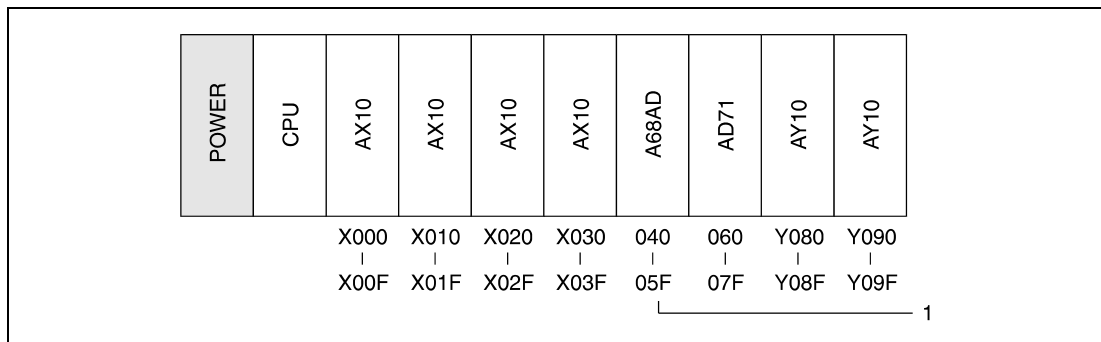 POWER CPU AX10 AX10 AX10 AX10 A68AD AD71 AY10 AY10
X000 X010 X020 X030 040 060 Y080 Y090
X00F X01F X02F X03F 05F 07F Y08F Y09F
1